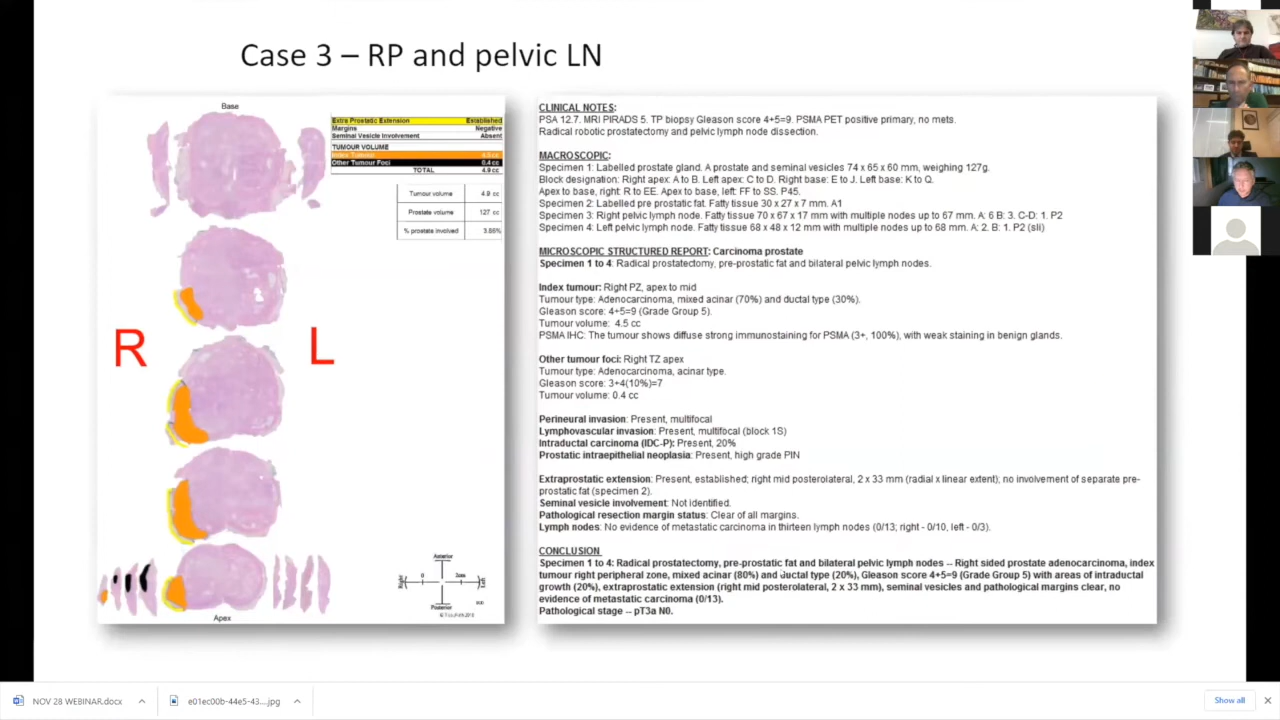 Case 3 – RP and pelvic LN
Base
Extra Prostatic Extension Established
Margins Negative
Seminal Vesicle Involvement Absent
TUMOUR VOLUME
Index Tumour 4.5 cc
Other Tumour Foci 0.4 cc
TOTAL 4.9 cc
Tumour volume 4.9 cc
Prostate volume 127 cc
% prostate involved 3.86%
R
L
Anterior
Right
0
2cm
Left
Posterior
Apex
CLINICAL NOTES:
PSA 12.7. MRI PIRADS 5. TP biopsy Gleason score 4+5=9. PSMA PET positive primary, no mets.
Radical robotic prostatectomy and pelvic lymph node dissection.
MACROSCOPIC:
Specimen 1: Labelled prostate gland. A prostate and seminal vesicles 74 x 65 x 60 mm, weighing 127g.
Block designation: Right apex: A to B. Left apex: C to D. Right base: E to J. Left base: K to Q.
Apex to base, right: R to EE. Apex to base, left: FF to SS. P45.
Specimen 2: Labelled pre prostatic fat. Fatty tissue 30 x 27 x 7 mm. A1
Specimen 3: Right pelvic lymph node. Fatty tissue 70 x 67 x 17 mm with multiple nodes up to 67 mm. A: 6 B: 3. C-D: 1. P2
Specimen 4: Left pelvic lymph node. Fatty tissue 68 x 48 x 12 mm with multiple nodes up to 68 mm. A: 2. B: 1. P2 (sli)
MICROSCOPIC STRUCTURED REPORT: Carcinoma prostate
Specimen 1 to 4: Radical prostatectomy, pre-prostatic fat and bilateral pelvic lymph nodes.
Index tumour: Right PZ, apex to mid
Tumour type: Adenocarcinoma, mixed acinar (70%) and ductal type (30%).
Gleason score: 4+5=9 (Grade Group 5).
Tumour volume: 4.5 cc
PSMA IHC: The tumour shows diffuse strong immunostaining for PSMA (3+, 100%), with weak staining in benign glands.
Other tumour foci: Right TZ apex
Tumour type: Adenocarcinoma, acinar type.
Gleason score: 3+4(10%)=7
Tumour volume: 0.4 cc
Perineural invasion: Present, multifocal
Lymphovascular invasion: Present, multifocal (block 1S)
Intraductal carcinoma (IDC-P): Present, 20%
Prostatic intraepithelial neoplasia: Present, high grade PIN
Extraprostatic extension: Present, established; right mid posterolateral, 2 x 33 mm (radial x linear extent); no involvement of separate pre-
prostatic fat (specimen 2).
Seminal vesicle involvement: Not identified.
Pathological resection margin status: Clear of all margins.
Lymph nodes: No evidence of metastatic carcinoma in thirteen lymph nodes (0/13; right - 0/10, left - 0/3).
CONCLUSION
Specimen 1 to 4: Radical prostatectomy, pre-prostatic fat and bilateral pelvic lymph nodes -- Right sided prostate adenocarcinoma, index
tumour right peripheral zone, mixed acinar (80%) and ductal type (20%), Gleason score 4+5=9 (Grade Group 5) with areas of intraductal
growth (20%), extraprostatic extension (right mid posterolateral, 2 x 33 mm), seminal vesicles and pathological margins clear, no
evidence of metastatic carcinoma (0/13).
Pathological stage -- pT3a N0.
NOV 28 WEBINAR.docx
e01ec00b-44e5-43....jpg
Show all